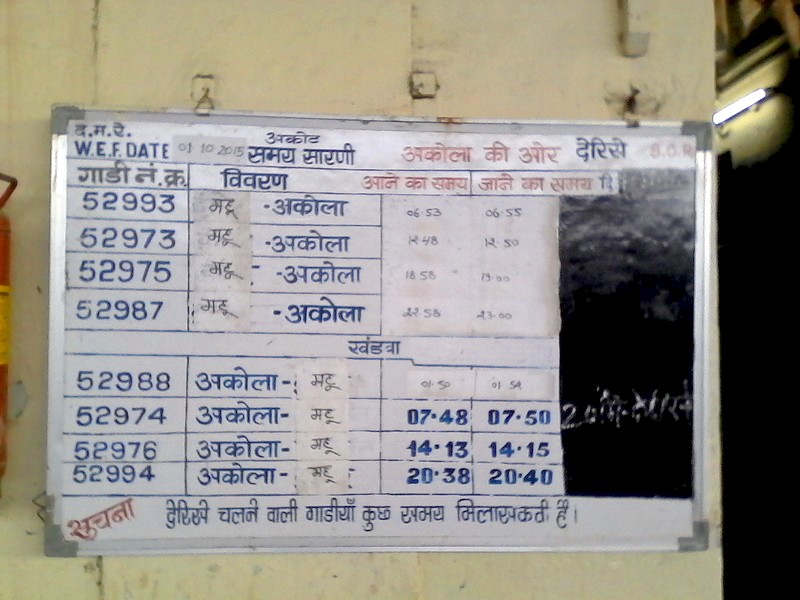 द.म.रे. अकोट
W.E.F. DATE 01 10 2015 समय सारणी अकोला की ओर देरिसे
गाडी नं.क्र. विवरण आने का समय जाने का समय
52993 महू -अकोला 06·53 06·55
52973 महू -अकोला 12·48 12·50
52975 महू -अकोला 18·58 19·00
52987 महू -अकोला 22·58 23·00
खंडवा
52988 अकोला- महू 01·50
52974 अकोला- महू 07·48 07·50
52976 अकोला- महू 14·13 14·15
52994 अकोला- महू 20·38 20·40
सुचना देरिसे चलने वाली गाडीयाँ कुछ समय मिलासकती है।